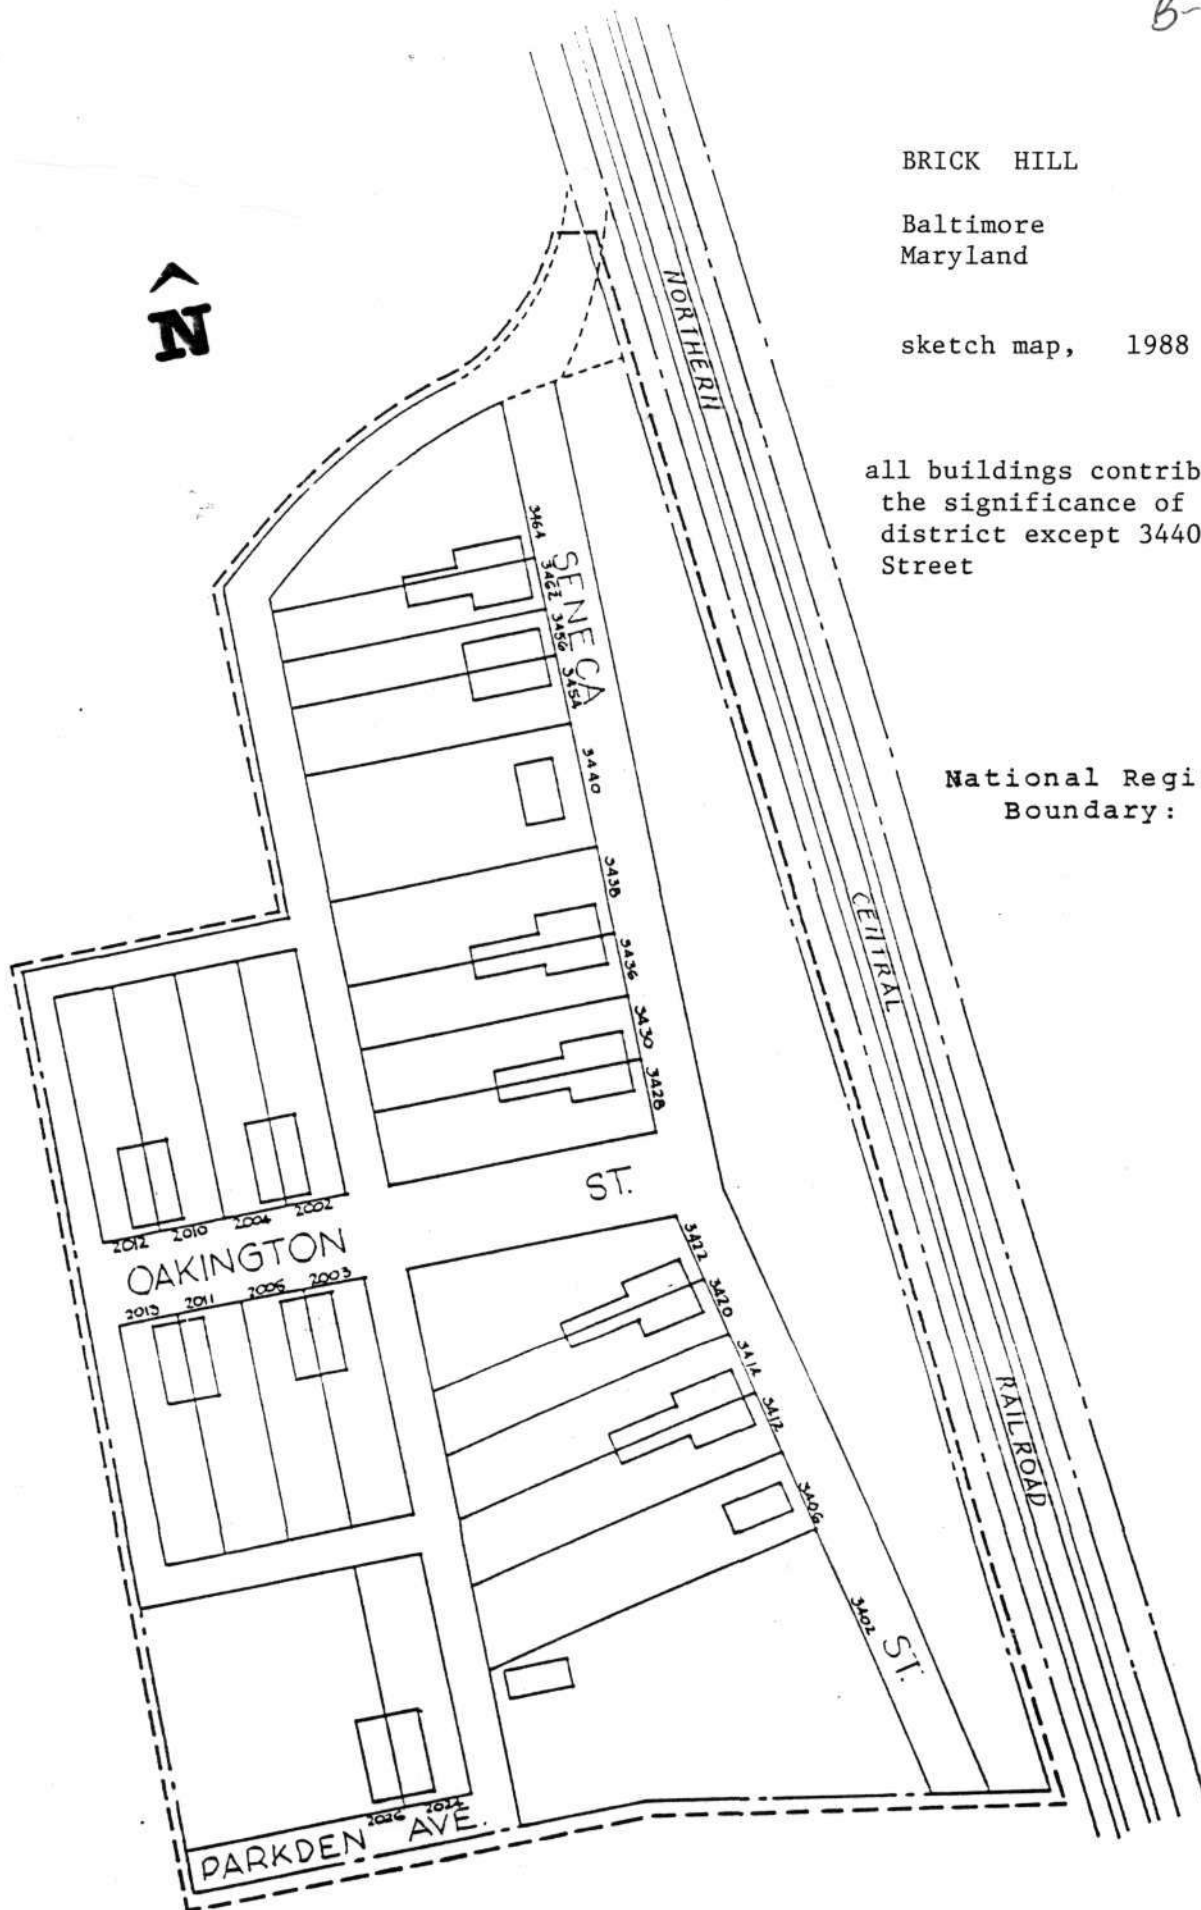 B-
BRICK HILL
Baltimore
Maryland
N
sketch map, 1988
NORTHERN
all buildings contrib
the significance of
district except 3440
Street
3464
SENECA
3462
3456
3454
3440
National Regi
Boundary:
3438
CENTRAL
3436
3430
3428
ST.
2012
2010
2004
2002
OAKINGTON
3422
3420
2013
2011
2003
3414
3412
RAILROAD
3406
3402
ST.
2026
PARKDEN AVE.